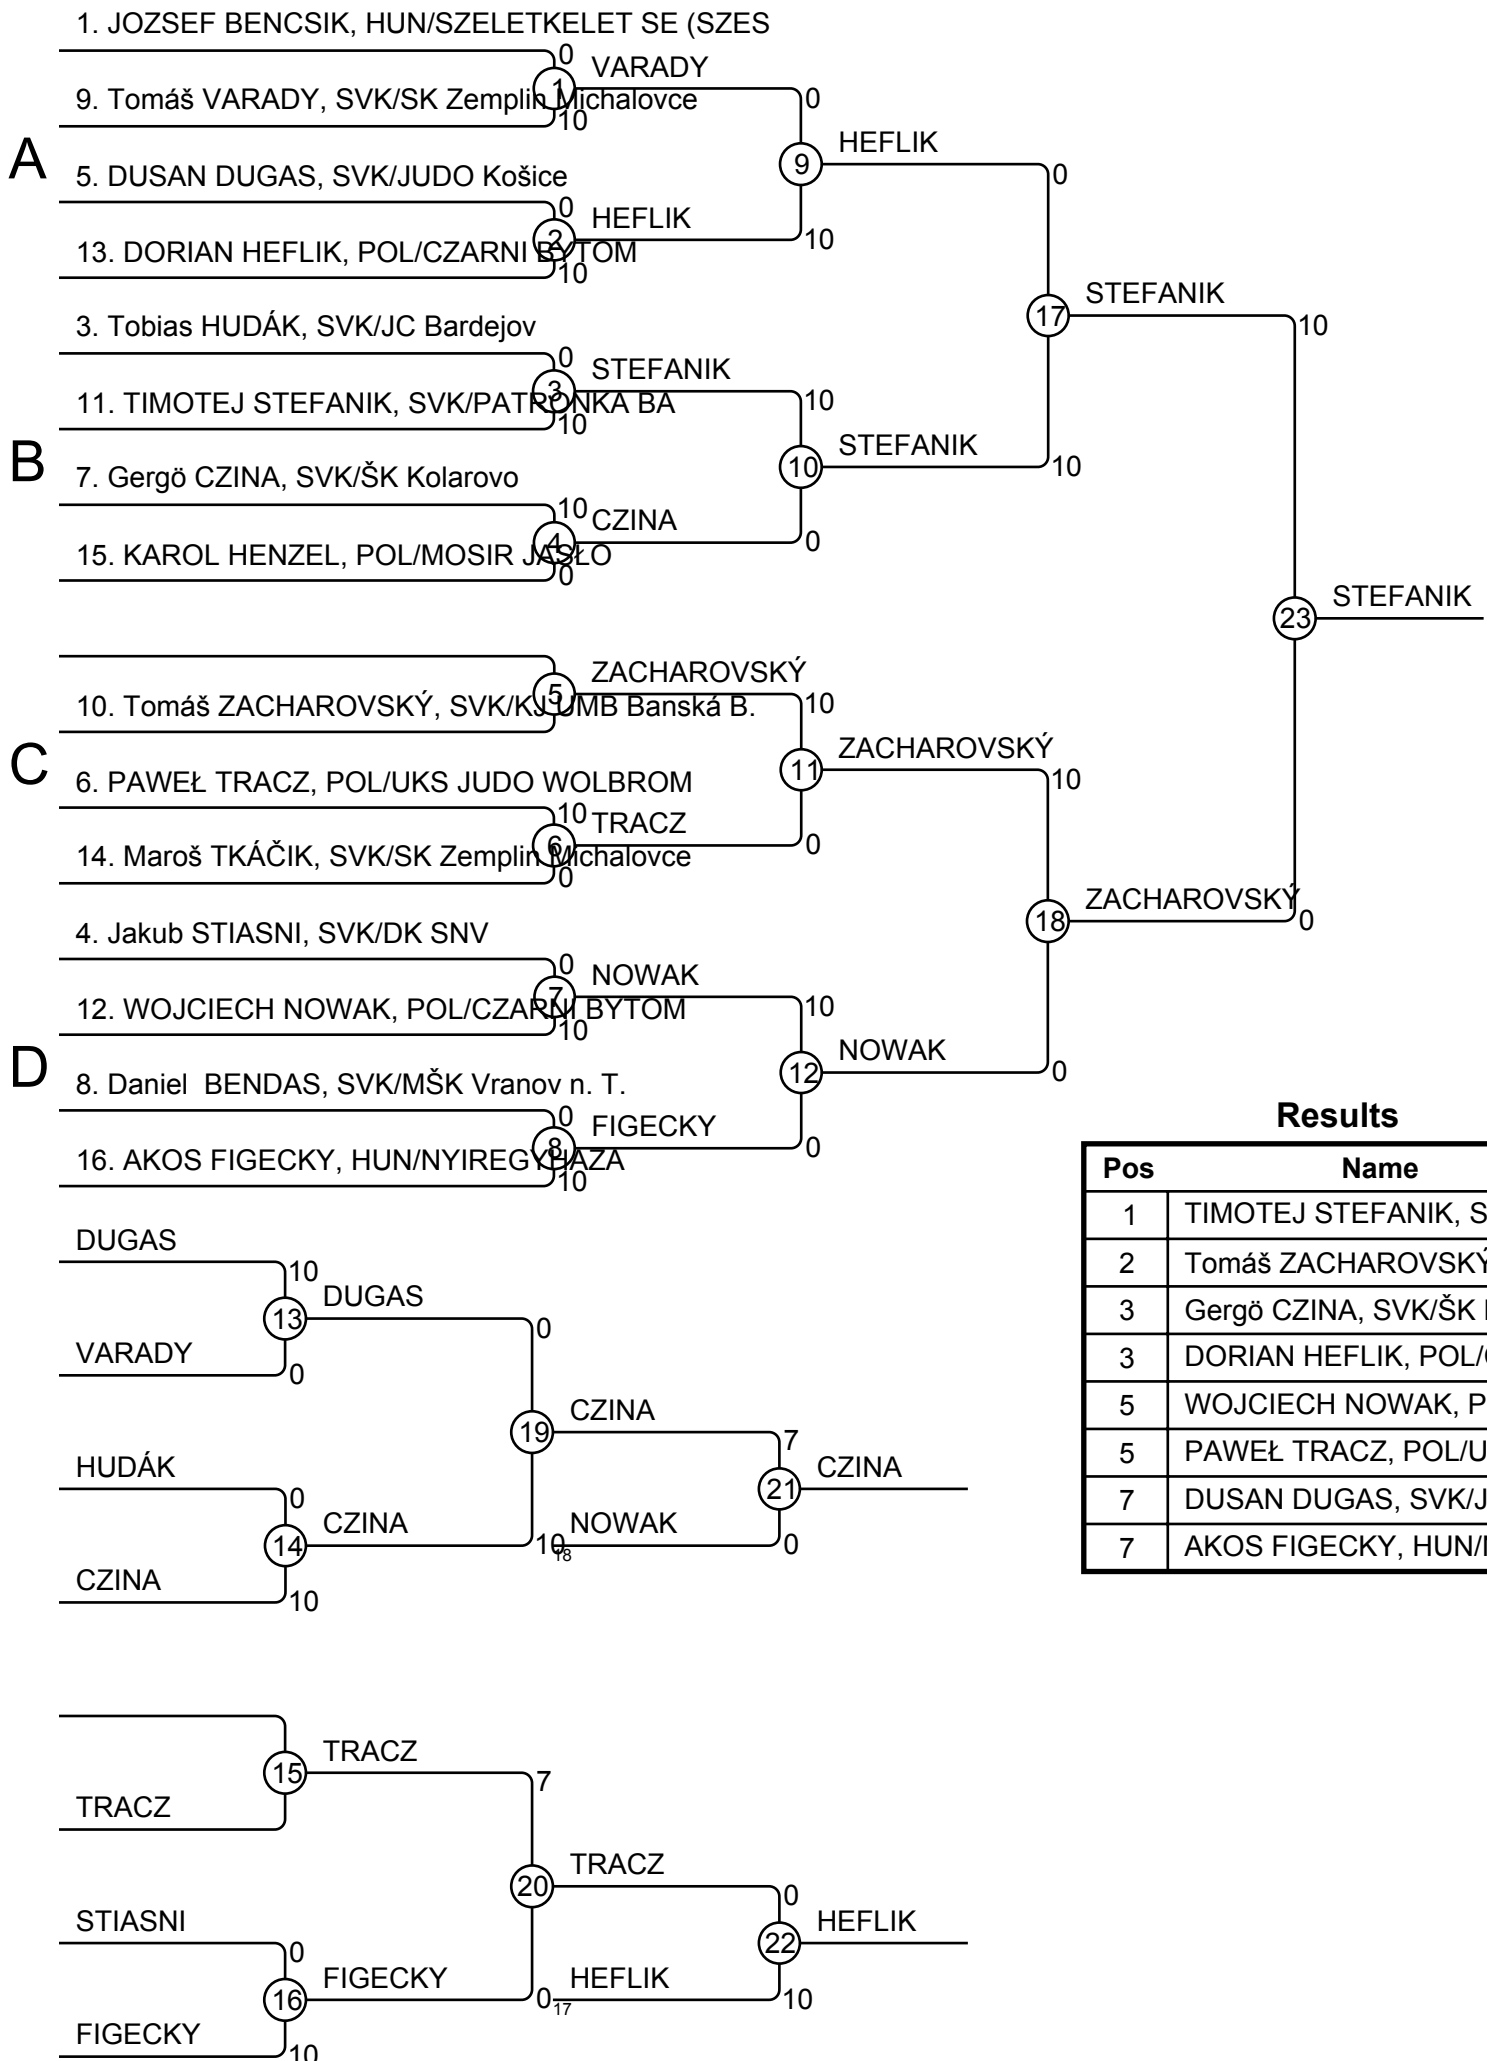 1. JOZSEF BENCSIK, HUN/SZELETKELET SE (SZES
0
1
VARADY
9. Tomáš VARADY, SVK/SK Zemplin Michalovce
10
0
A
9
HEFLIK
5. DUSAN DUGAS, SVK/JUDO Košice
0
0
2
HEFLIK
13. DORIAN HEFLIK, POL/CZARNI BYTOM
10
10
17
STEFANIK
3. Tobias HUDÁK, SVK/JC Bardejov
0
10
3
STEFANIK
11. TIMOTEJ STEFANIK, SVK/PATRONKA BA
10
10
B
10
STEFANIK
7. Gergö CZINA, SVK/ŠK Kolarovo
10
10
4
CZINA
15. KAROL HENZEL, POL/MOSIR JASŁO
0
0
23
STEFANIK
5
ZACHAROVSKÝ
10. Tomáš ZACHAROVSKÝ, SVK/KJ UMB Banská B.
10
C
11
ZACHAROVSKÝ
6. PAWEŁ TRACZ, POL/UKS JUDO WOLBROM
10
10
6
TRACZ
14. Maroš TKÁČIK, SVK/SK Zemplin Michalovce
0
0
18
ZACHAROVSKÝ
4. Jakub STIASNI, SVK/DK SNV
0
0
7
NOWAK
12. WOJCIECH NOWAK, POL/CZARNI BYTOM
10
10
D
12
NOWAK
8. Daniel  BENDAS, SVK/MŠK Vranov n. T.
0
0
8
FIGECKY
16. AKOS FIGECKY, HUN/NYIREGYHAZA
10
0
DUGAS
10
13
DUGAS
VARADY
0
0
19
CZINA
HUDÁK
0
7
14
CZINA
10
18
NOWAK
0
21
CZINA
CZINA
10
15
TRACZ
TRACZ
7
20
TRACZ
STIASNI
0
0
16
FIGECKY
0
17
HEFLIK
10
22
HEFLIK
FIGECKY
10
Results
Pos Name
1 TIMOTEJ STEFANIK, S
2 Tomáš ZACHAROVSKÝ
3 Gergö CZINA, SVK/ŠK
3 DORIAN HEFLIK, POL/
5 WOJCIECH NOWAK, P
5 PAWEŁ TRACZ, POL/U
7 DUSAN DUGAS, SVK/J
7 AKOS FIGECKY, HUN/